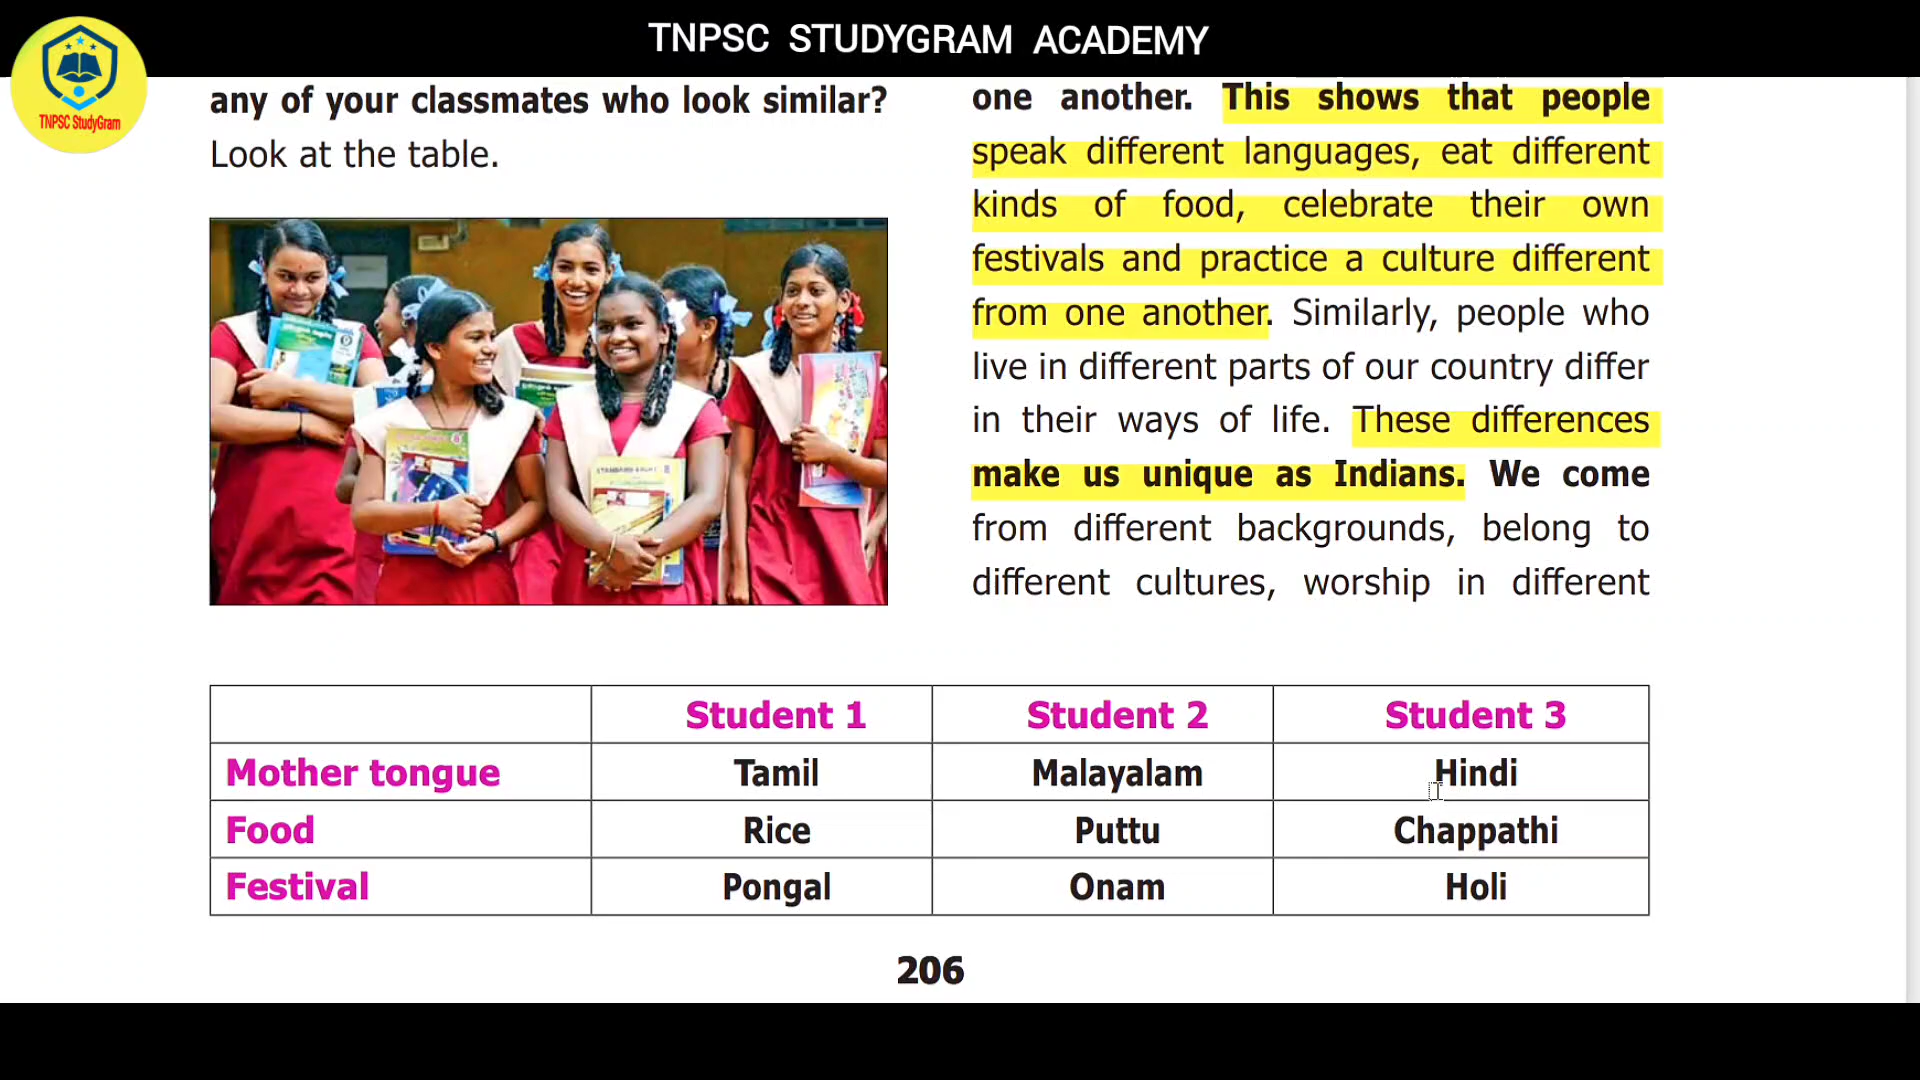 TNPSC STUDYGRAM ACADEMY
TNPSC StudyGram
any of your classmates who look similar?
Look at the table.
one another. This shows that people
speak different languages, eat different
kinds of food, celebrate their own
festivals and practice a culture different
from one another. Similarly, people who
live in different parts of our country differ
in their ways of life. These differences
make us unique as Indians. We come
from different backgrounds, belong to
different cultures, worship in different
Student 1 Student 2 Student 3
Mother tongue Tamil Malayalam Hindi
Food Rice Puttu Chappathi
Festival Pongal Onam Holi
206